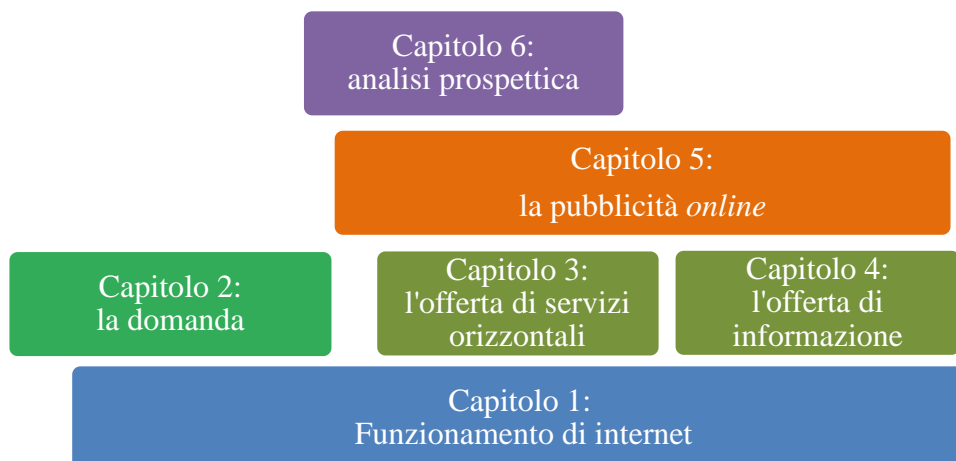 Capitolo 6:
analisi prospettica
Capitolo 5:
la pubblicità online
Capitolo 2:
la domanda
Capitolo 3:
l'offerta di servizi
orizzontali
Capitolo 4:
l'offerta di
informazione
Capitolo 1:
Funzionamento di internet